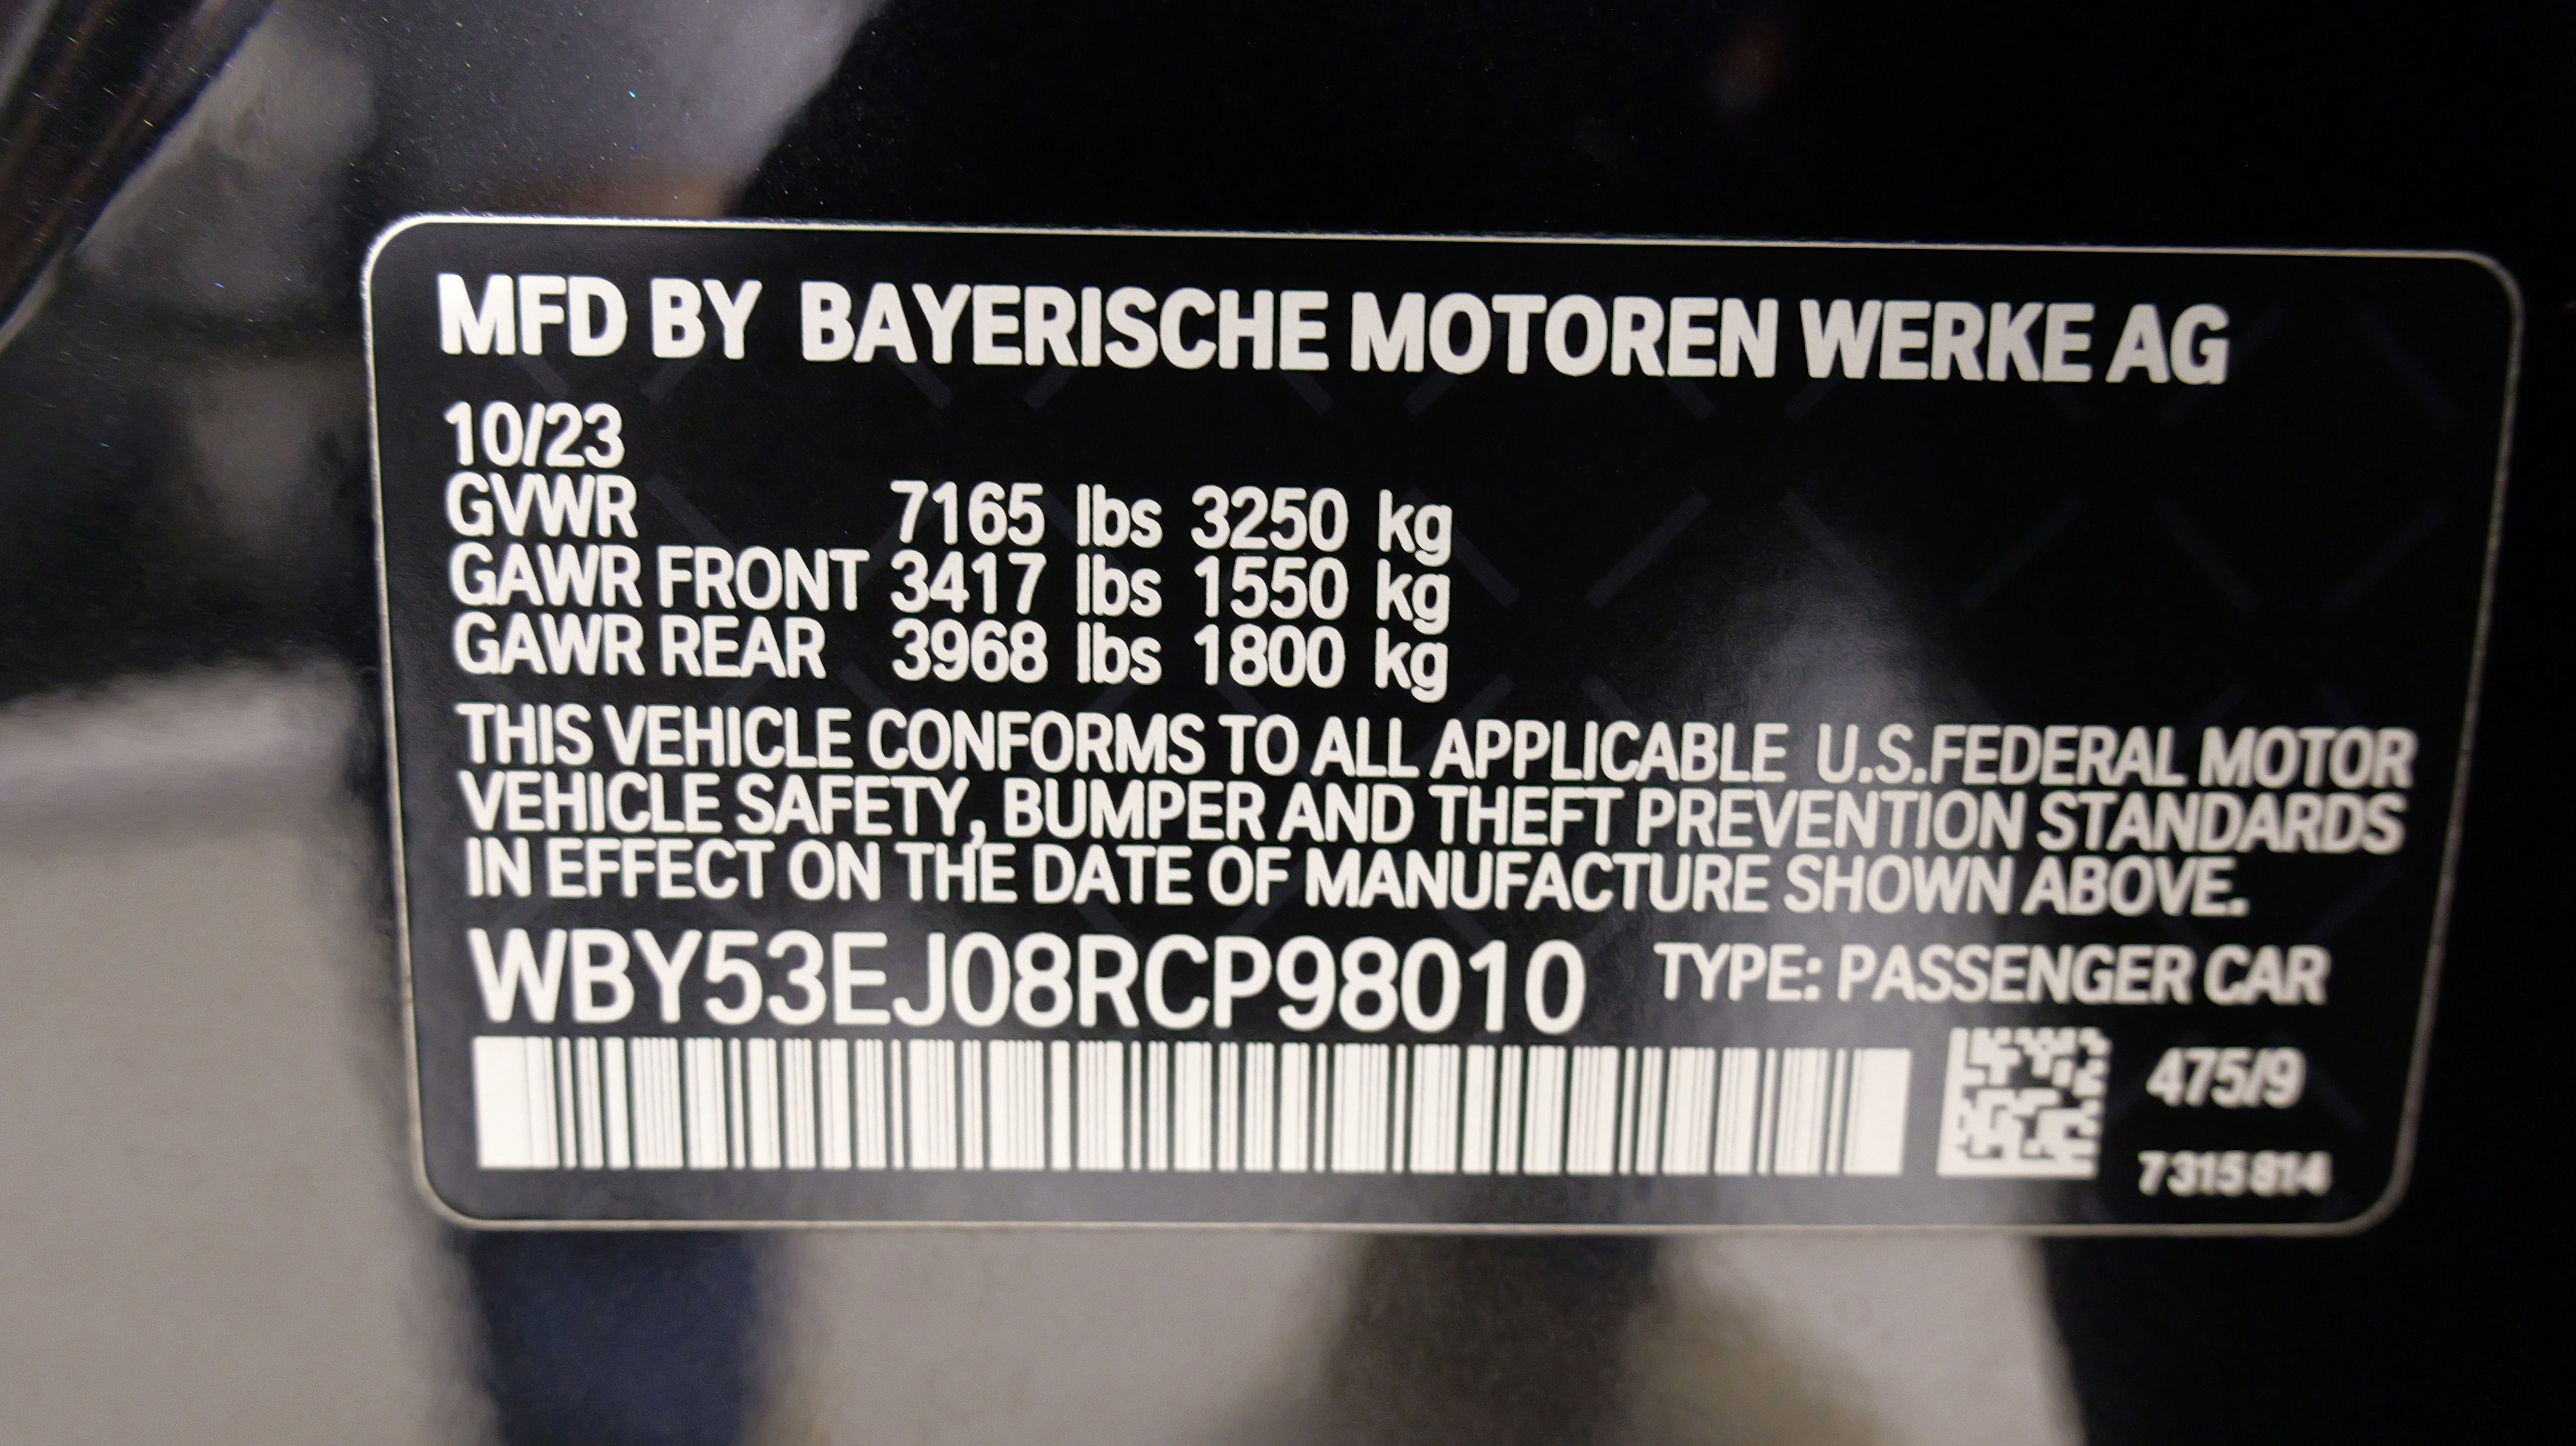 MFD BY BAYERISCHE MOTOREN WERKE AG
10/23
GVWR 7165 lbs 3250 kg
GAWR FRONT 3417 lbs 1550 kg
GAWR REAR 3968 lbs 1800 kg
THIS VEHICLE CONFORMS TO ALL APPLICABLE U.S.FEDERAL MOTOR
VEHICLE SAFETY, BUMPER AND THEFT PREVENTION STANDARDS
IN EFFECT ON THE DATE OF MANUFACTURE SHOWN ABOVE.
WBY53EJ08RCP98010 TYPE: PASSENGER CAR
475/9
7315814